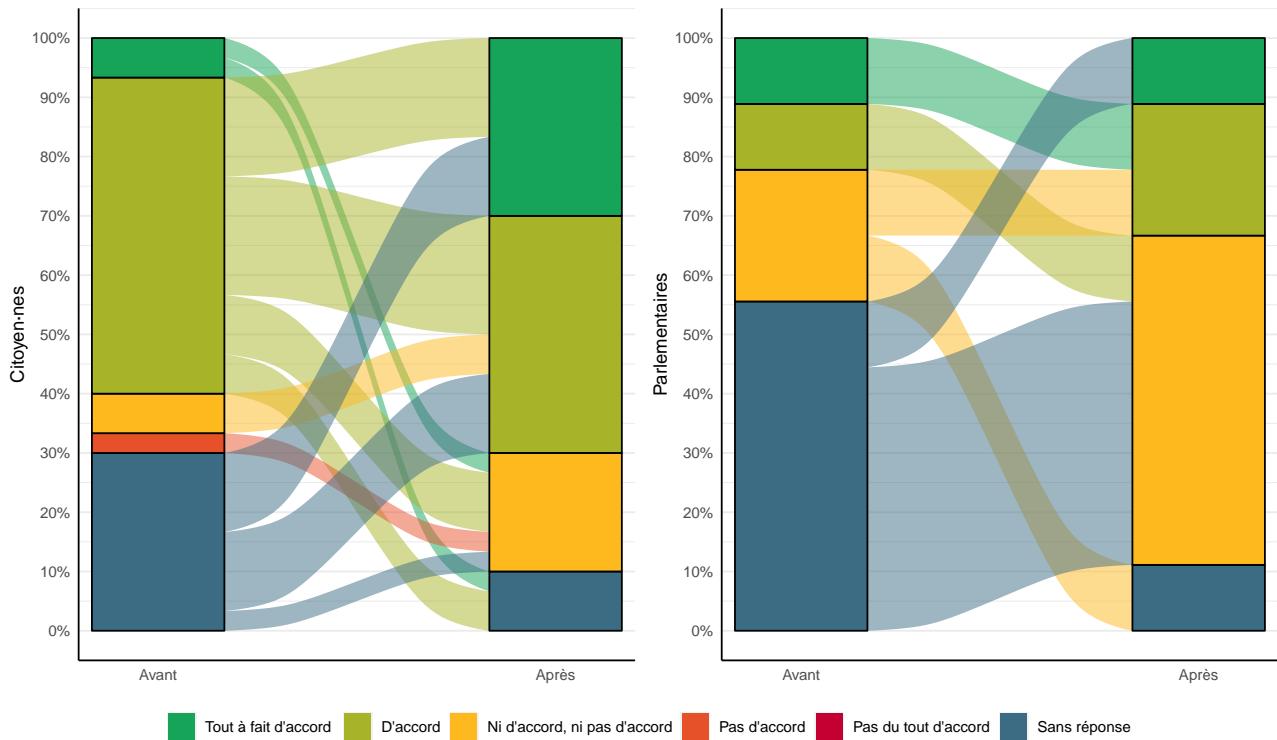 Citoyen-nes
100%
90%
80%
70%
60%
50%
40%
30%
20%
10%
0%
Avant
Après
Parlementaires
100%
90%
80%
70%
60%
50%
40%
30%
20%
10%
0%
Avant
Après
Tout à fait d'accord
D'accord
Ni d'accord, ni pas d'accord
Pas d'accord
Pas du tout d'accord
Sans réponse